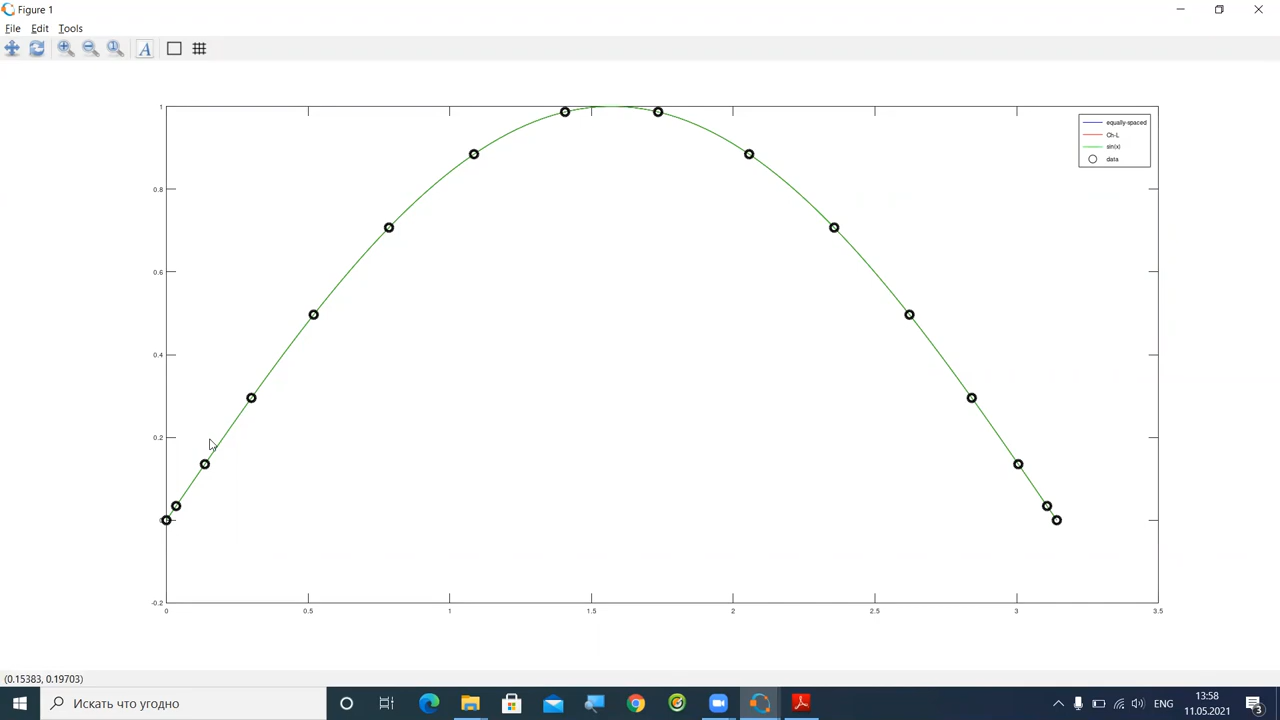 Figure 1
File Edit Tools
A
equally-spaced
Ch-L
sin(x)
data
1
0.8
0.6
0.4
0.2
0
-0.2
0 0.5 1 1.5 2 2.5 3 3.5
(0.15383, 0.19703)
Искать что угодно
ENG
13:58
11.05.2021
3